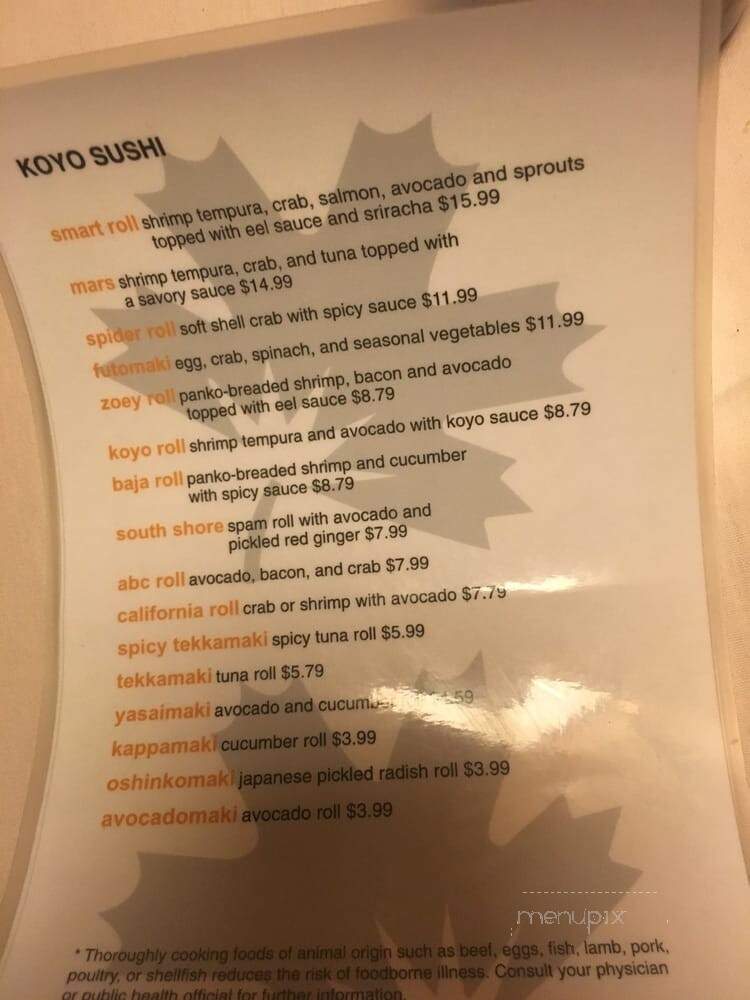 KOYO SUSHI
smart roll shrimp tempura, crab, salmon, avocado and sprouts
topped with eel sauce and sriracha $15.99
mars shrimp tempura, crab, and tuna topped with
a savory sauce $14.99
spider roll soft shell crab with spicy sauce $11.99
futomaki egg, crab, spinach, and seasonal vegetables $11.99
zoey roll panko-breaded shrimp, bacon and avocado
topped with eel sauce $8.79
koyo roll shrimp tempura and avocado with koyo sauce $8.79
baja roll panko-breaded shrimp and cucumber
with spicy sauce $8.79
south shore spam roll with avocado and
pickled red ginger $7.99
abc roll avocado, bacon, and crab $7.99
california roll crab or shrimp with avocado $7.79
spicy tekkamaki spicy tuna roll $5.99
tekkamaki tuna roll $5.79
yasaimaki avocado and cucumber
kappamaki cucumber roll $3.99
oshinkomaki japanese pickled radish roll $3.99
avocadomaki avocado roll $3.99
menupix
* Thoroughly cooking foods of animal origin such as beef, eggs, fish, lamb, pork,
poultry, or shellfish reduces the risk of foodborne illness. Consult your physician
or public health official for further information.